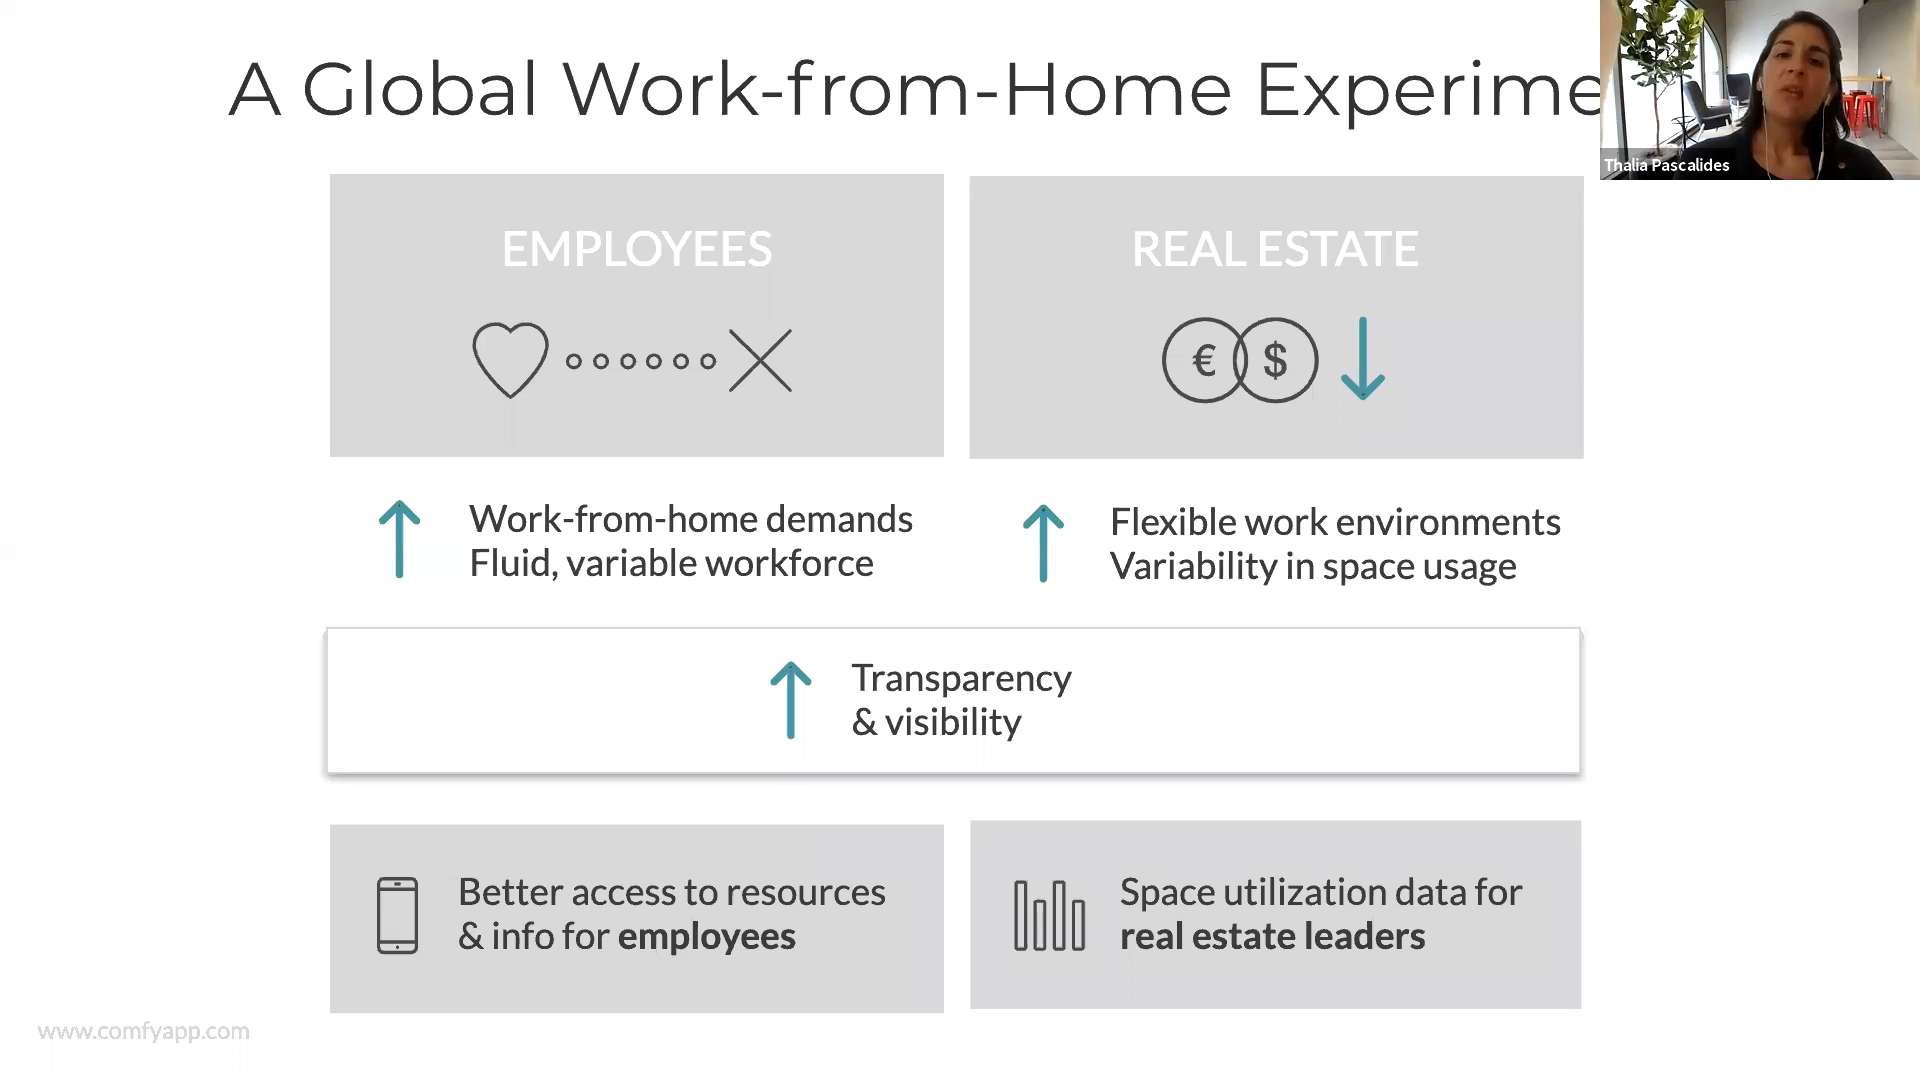 A Global Work-from-Home Experime
Thalia Pascalides
EMPLOYEES
REAL ESTATE
€ $
Work-from-home demands
Fluid, variable workforce
Flexible work environments
Variability in space usage
Transparency
& visibility
Better access to resources
& info for employees
Space utilization data for
real estate leaders
www.comfyapp.com